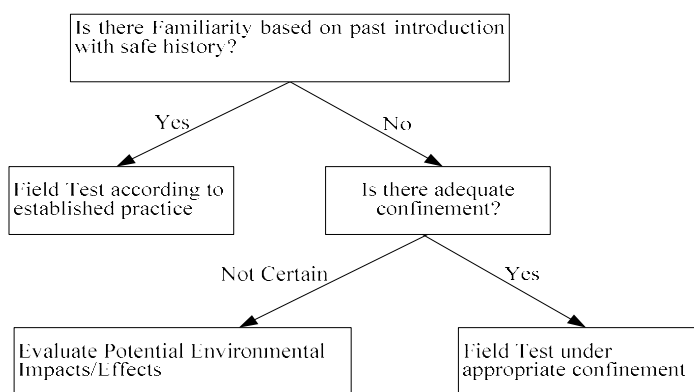 Is there Familiarity based on past introduction
with safe history?
Yes
No
Field Test according to
established practice
Is there adequate
confinement?
Not Certain
Yes
Evaluate Potential Environmental
Impacts/Effects
Field Test under
appropriate confinement